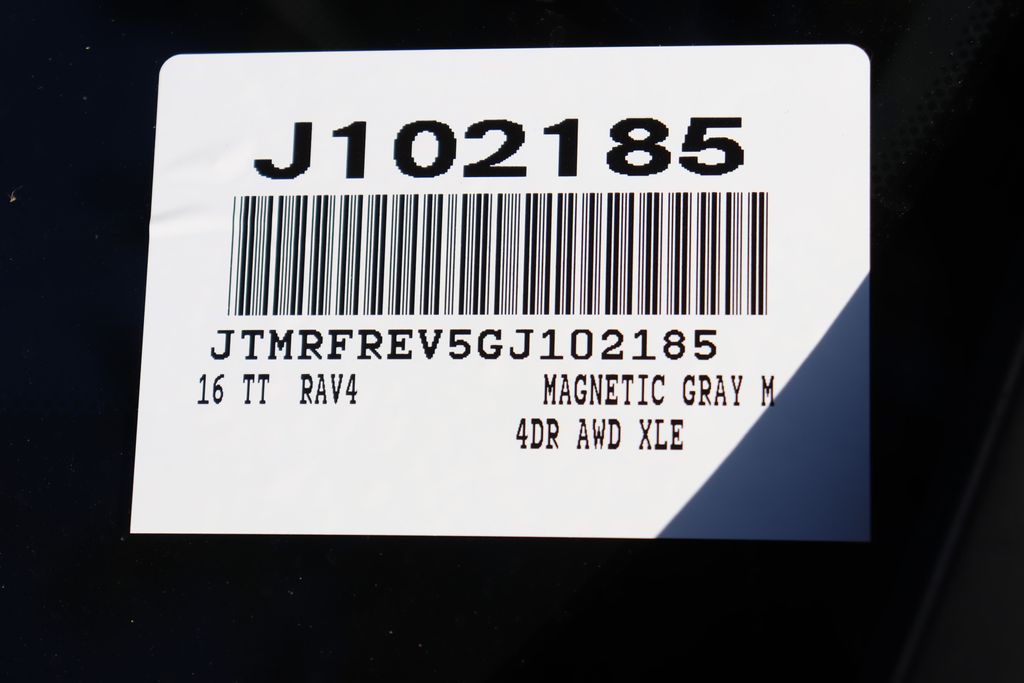 J102185
JTMRFREV5GJ102185
16 TT RAV4 MAGNETIC GRAY M
4DR AWD XLE